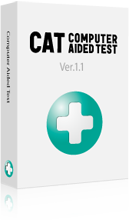 CAT COMPUTER
AIDED TEST
Ver.1.1
Computer Aided Test